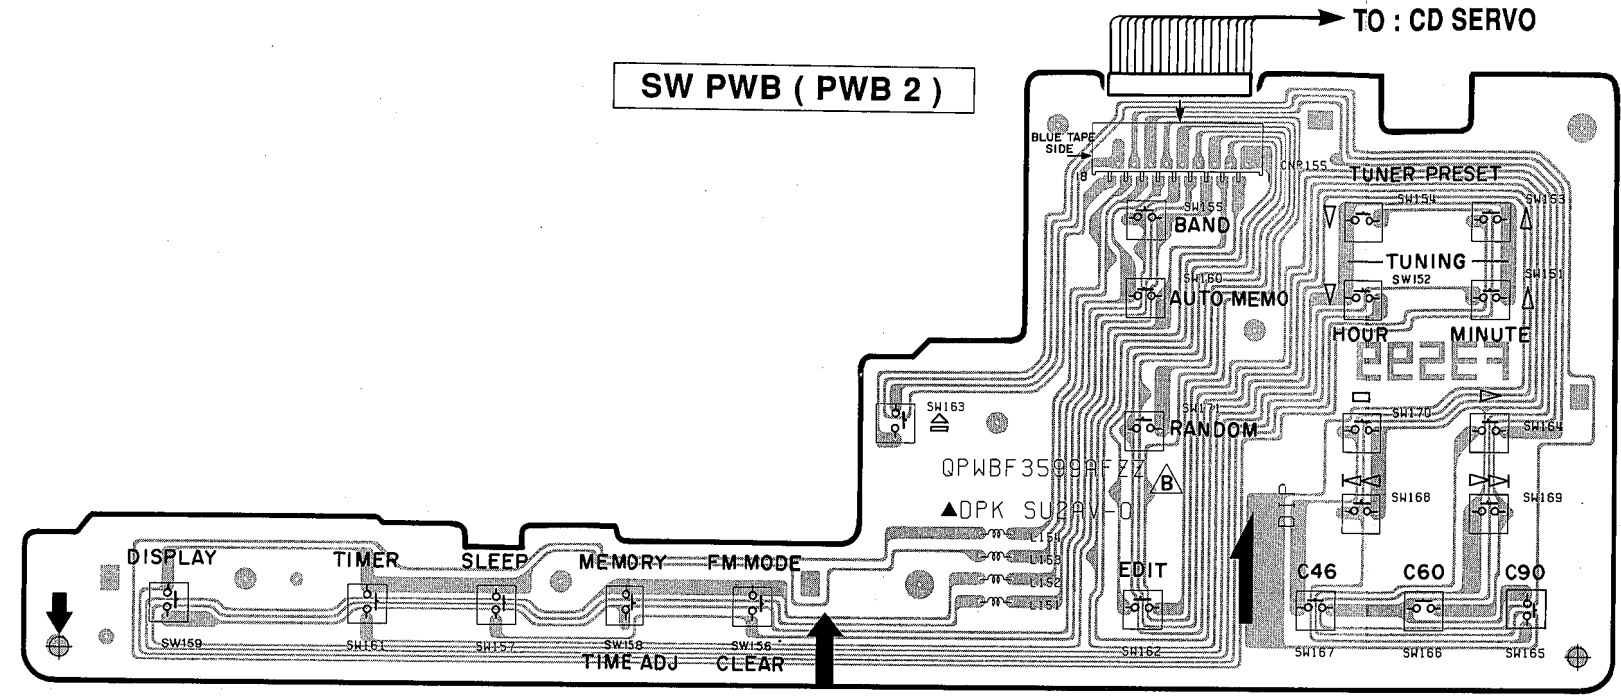 TO : CD SERVO
SW PWB ( PWB 2 )
BLUE TAPE
SIDE
18
CNP155
TUNER PRESET
SW155
SW154
SW153
BAND
TUNING
SW160
SW152
SW151
AUTO MEMO
HOUR
MINUTE
SW163
SW171
SW170
SW164
RANDOM
QPWBF3599AFZZ
B
▲DPK SU2AV-0
DIP
SW168
SW169
L154
L153
L152
L151
DISPLAY
TIMER
SLEEP
MEMORY
FM MODE
EDIT
C46
C60
C90
SW159
SW161
SW157
SW158
SW156
SW162
SW167
SW166
SW165
TIME ADJ
CLEAR